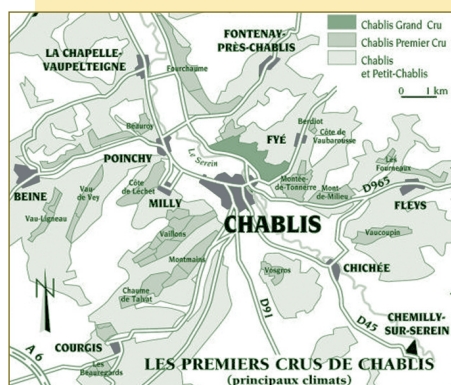 Chablis Grand Cru
Chablis Premier Cru
Chablis
et Petit-Chablis
0 1 km
FONTENAY-
PRÈS-CHABLIS
LA CHAPELLE-
VAUPELTEIGNE
Fourchaume
Berdiot
Côte de
Vaubarousse
Beauroy
FYÉ
Le Serein
POINCHY
Les
Fourneaux
Montée-
de-Tonnerre
Mont-
de-Milieu
D965
BEINE
Vau
de Vey
Côte
de Léchet
MILLY
FLEYS
Vau-Ligneau
CHABLIS
Vaillons
Vaucoupin
Montmains
Vosgros
CHICHÉE
Chaume
de Talvat
D91
D45
CHEMILLY-
SUR-SEREIN
N
A 6
COURGIS
Les
Beauregards
LES PREMIERS CRUS DE CHABLIS
(principaux climats)